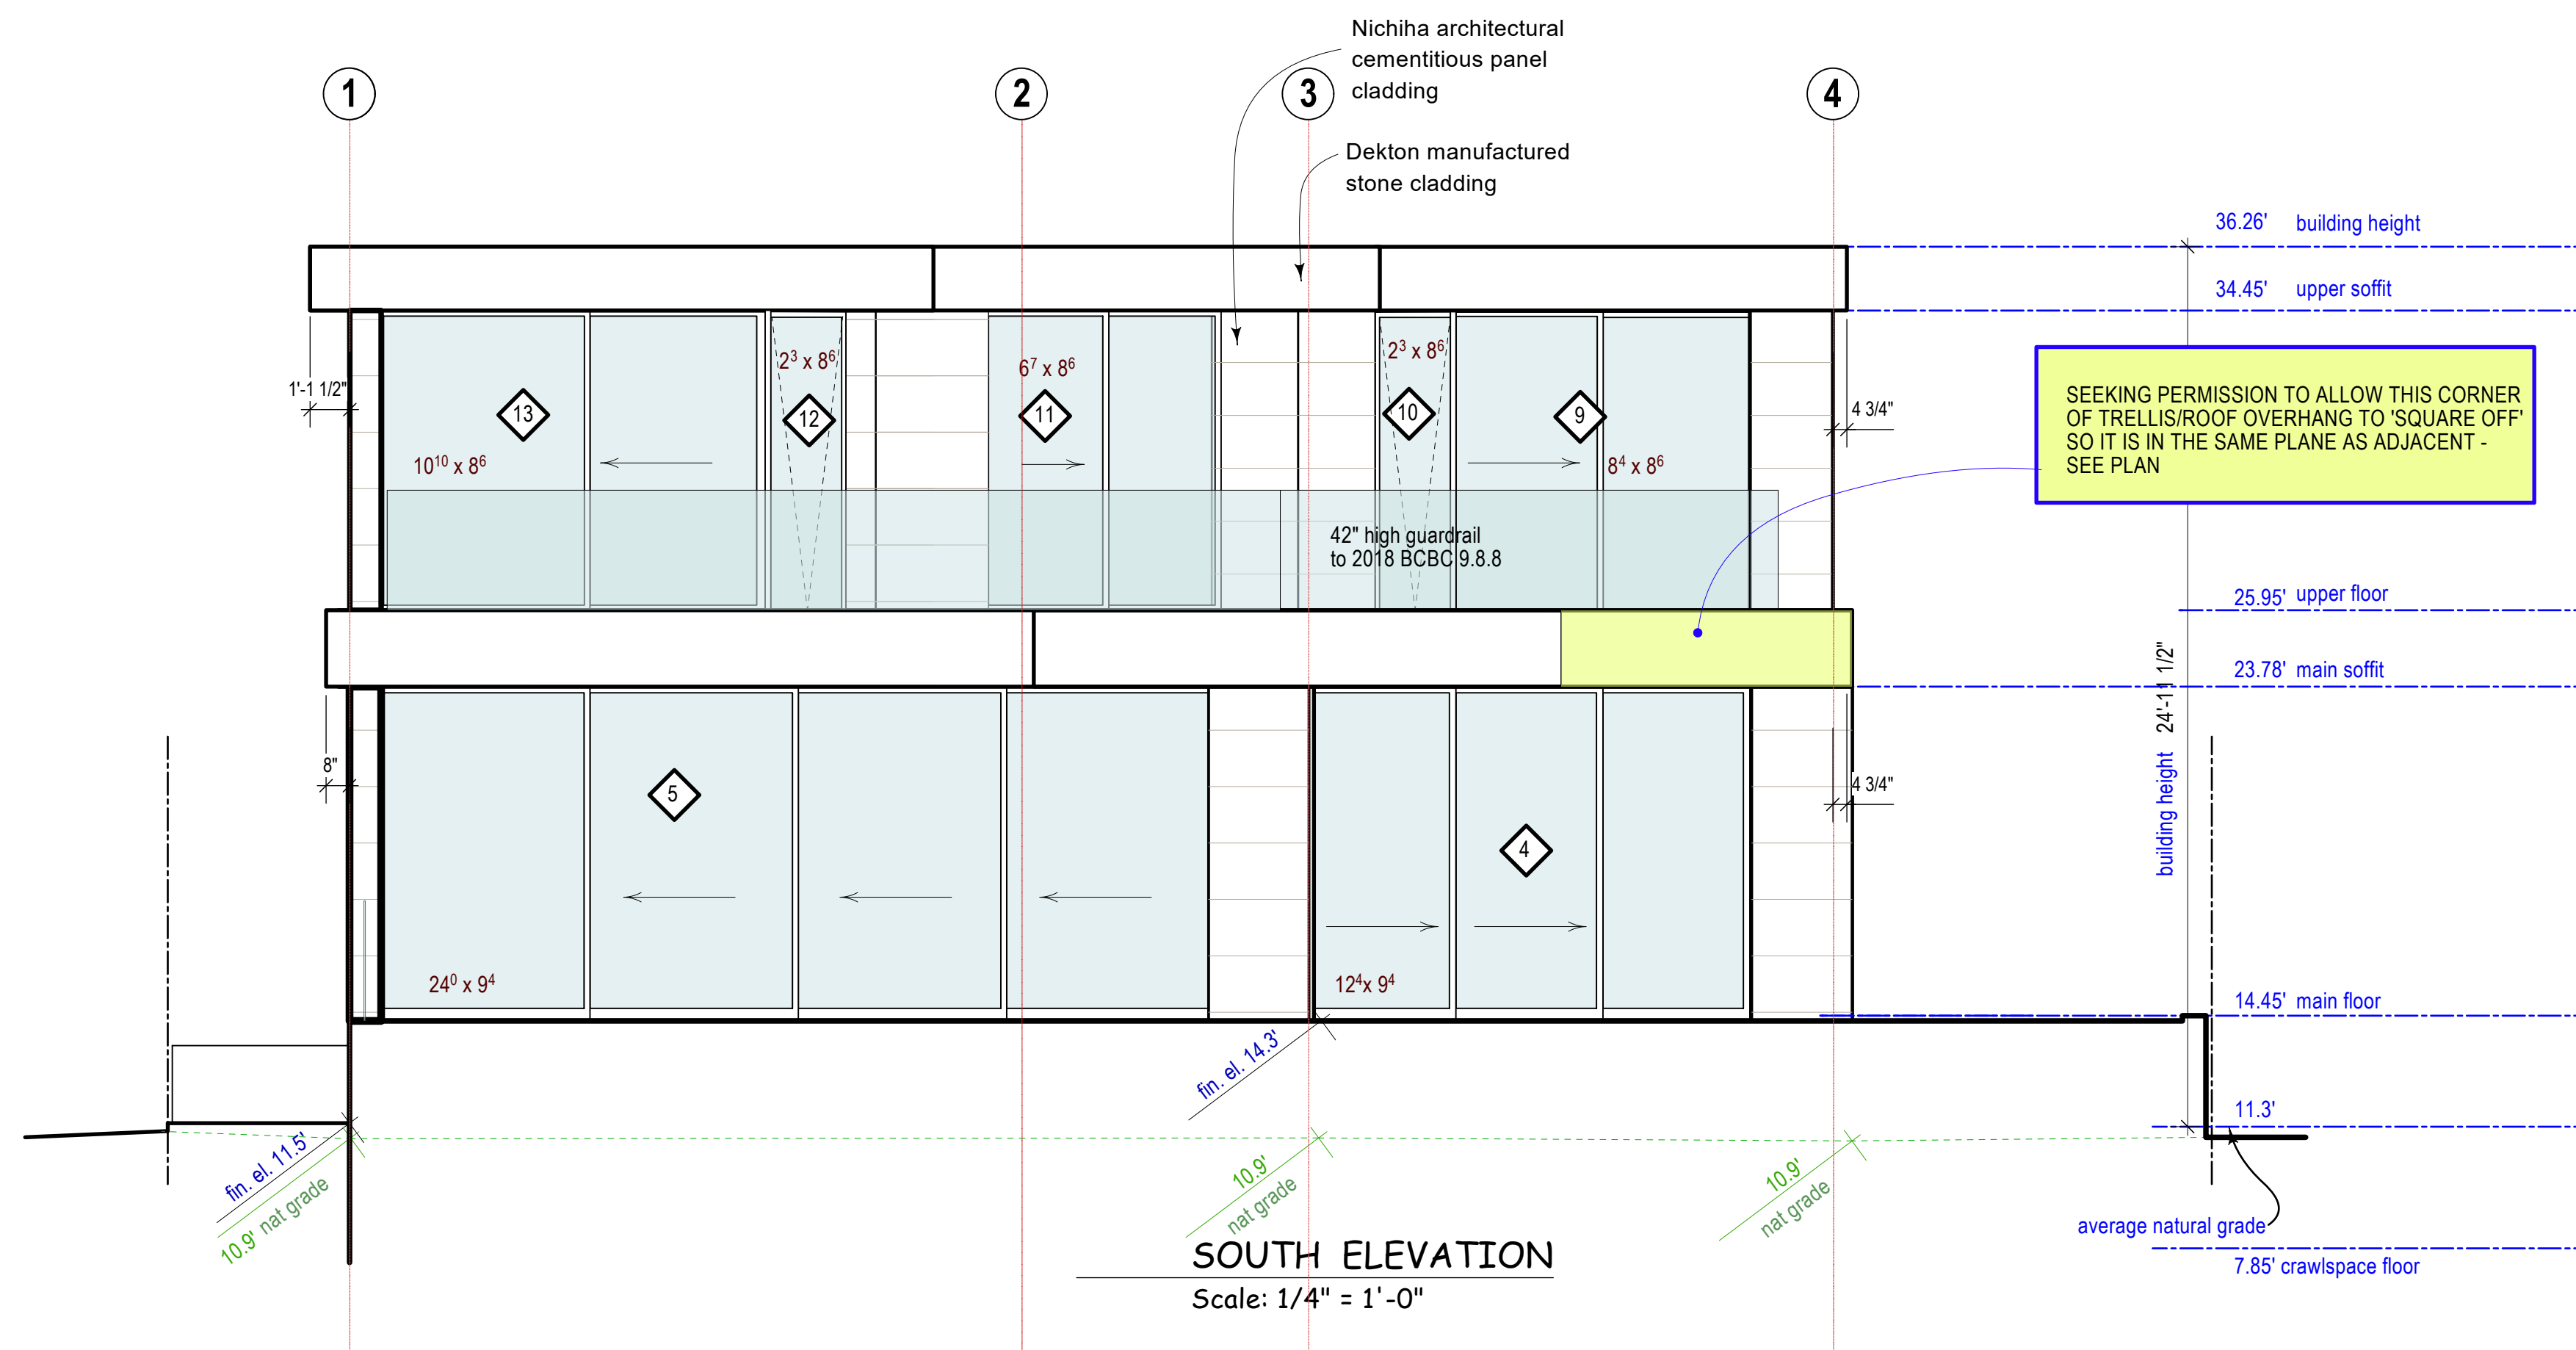 Nichiha architectural
cementitious panel
cladding
1
2
3
4
Dekton manufactured
stone cladding
36.26' building height
34.45' upper soffit
2³ x 8⁶
2³ x 8⁶
6⁷ x 8⁶
1'-1 1/2"
13
12
11
10
9
4 3/4"
SEEKING PERMISSION TO ALLOW THIS CORNER
OF TRELLIS/ROOF OVERHANG TO 'SQUARE OFF'
SO IT IS IN THE SAME PLANE AS ADJACENT -
SEE PLAN
10¹⁰ x 8⁶
8⁴ x 8⁶
42" high guardrail
to 2018 BCBC 9.8.8
25.95' upper floor
23.78' main soffit
building height 24'-11 1/2"
8"
5
4 3/4"
4
24⁰ x 9⁴
12⁴x 9⁴
14.45' main floor
fin. el. 14.3'
11.3'
fin. el. 11.5'
10.9' nat grade
10.9'
nat grade
10.9'
nat grade
average natural grade
SOUTH ELEVATION
7.85' crawlspace floor
Scale: 1/4" = 1'-0"